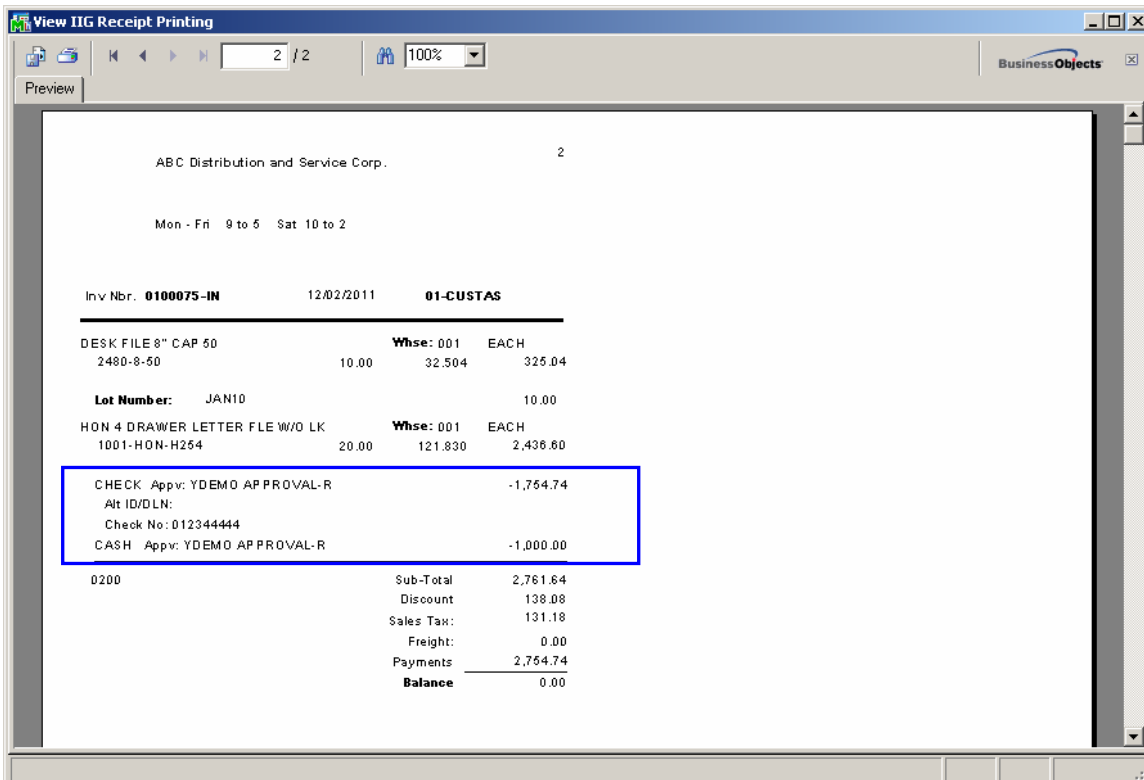 View IIG Receipt Printing
2 / 2 100%
BusinessObjects
Preview
ABC Distribution and Service Corp. 2
Mon - Fri 9 to 5 Sat 10 to 2
Inv Nbr. 0100075-IN 12/02/2011 01-CUSTAS
DESK FILE 8" CAP 50 Whse: 001 EACH
2480-8-50 10.00 32.504 325.04
Lot Number: JAN10 10.00
HON 4 DRAWER LETTER FLE W/O LK Whse: 001 EACH
1001-HON-H254 20.00 121.830 2,436.60
CHECK Appv: YDEMO APPROVAL-R -1,754.74
Alt ID/DLN:
Check No: 012344444
CASH Appv: YDEMO APPROVAL-R -1,000.00
0200 Sub-Total 2,761.64
Discount 138.08
Sales Tax: 131.18
Freight: 0.00
Payments 2,754.74
Balance 0.00